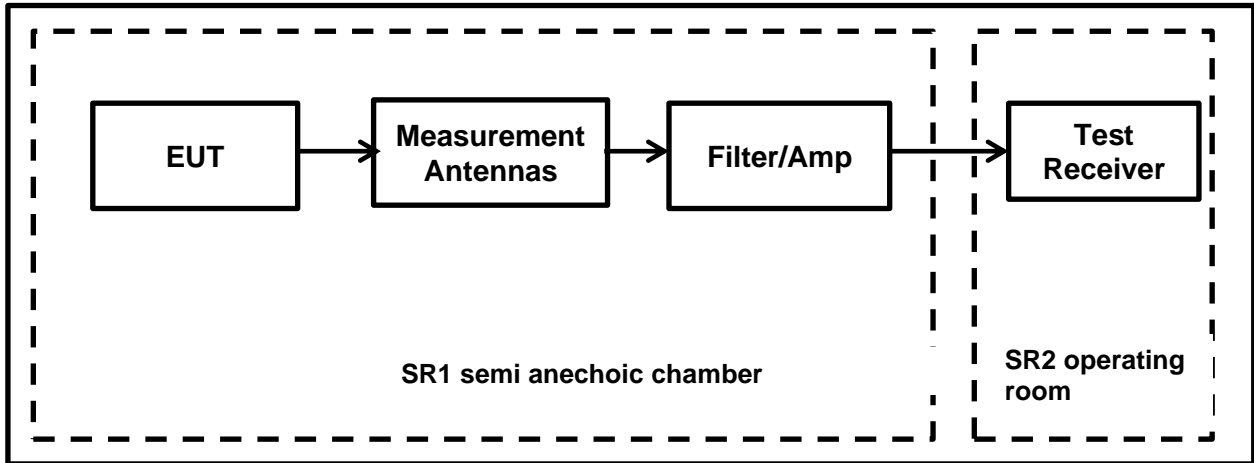 EUT
Measurement
Antennas
Filter/Amp
Test
Receiver
SR1 semi anechoic chamber
SR2 operating
room